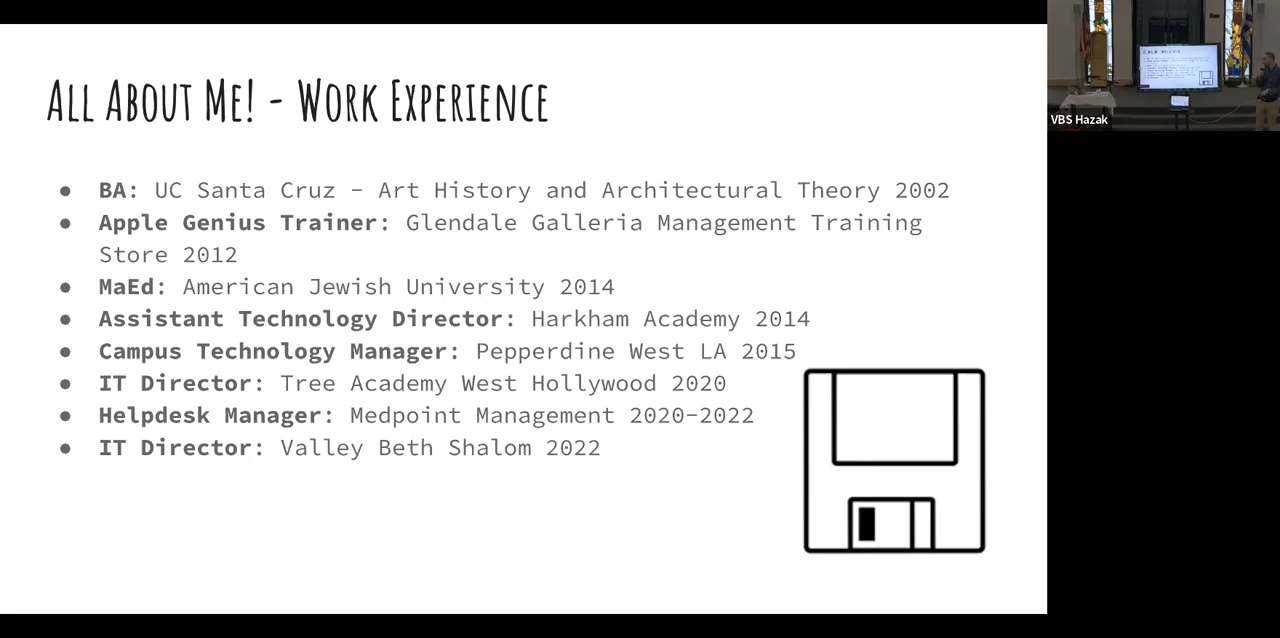 All About Me! - Work Experience
● BA: UC Santa Cruz - Art History and Architectural Theory 2002
● Apple Genius Trainer: Glendale Galleria Management Training
Store 2012
● MaEd: American Jewish University 2014
● Assistant Technology Director: Harkham Academy 2014
● Campus Technology Manager: Pepperdine West LA 2015
● IT Director: Tree Academy West Hollywood 2020
● Helpdesk Manager: Medpoint Management 2020-2022
● IT Director: Valley Beth Shalom 2022
VBS Hazak